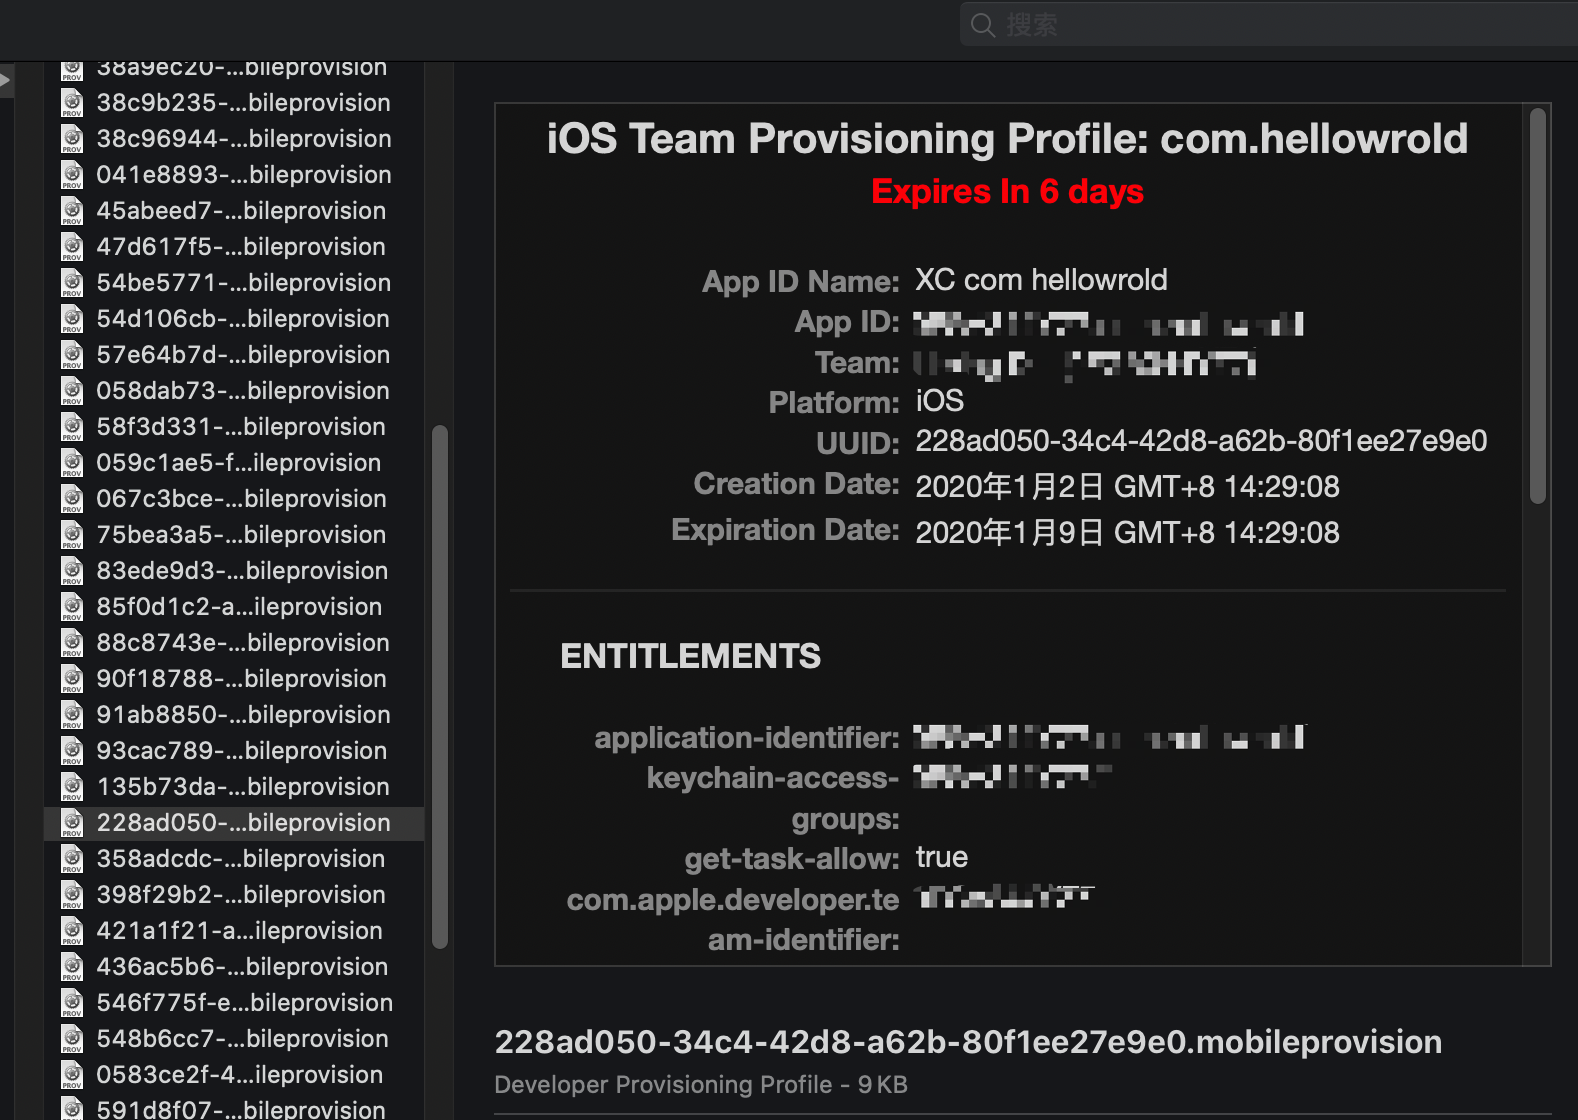 搜索
38a9ec20-...bileprovision
38c9b235-...bileprovision
38c96944-...bileprovision
041e8893-...bileprovision
45abeed7-...bileprovision
47d617f5-...bileprovision
54be5771-...bileprovision
54d106cb-...bileprovision
57e64b7d-...bileprovision
058dab73-...bileprovision
58f3d331-...bileprovision
059c1ae5-f...ileprovision
067c3bce-...bileprovision
75bea3a5-...bileprovision
83ede9d3-...bileprovision
85f0d1c2-a...ileprovision
88c8743e-...bileprovision
90f18788-...bileprovision
91ab8850-...bileprovision
93cac789-...bileprovision
135b73da-...bileprovision
228ad050-...bileprovision
358adcdc-...bileprovision
398f29b2-...bileprovision
421a1f21-a...ileprovision
436ac5b6-...bileprovision
546f775f-e...bileprovision
548b6cc7-...bileprovision
0583ce2f-4...ileprovision
591d8f07-...bileprovision
iOS Team Provisioning Profile: com.hellowrold
Expires In 6 days
App ID Name: XC com hellowrold
App ID:
Team:
Platform: iOS
UUID: 228ad050-34c4-42d8-a62b-80f1ee27e9e0
Creation Date: 2020年1月2日 GMT+8 14:29:08
Expiration Date: 2020年1月9日 GMT+8 14:29:08
ENTITLEMENTS
application-identifier:
keychain-access-
groups:
get-task-allow: true
com.apple.developer.te
am-identifier:
228ad050-34c4-42d8-a62b-80f1ee27e9e0.mobileprovision
Developer Provisioning Profile - 9 KB